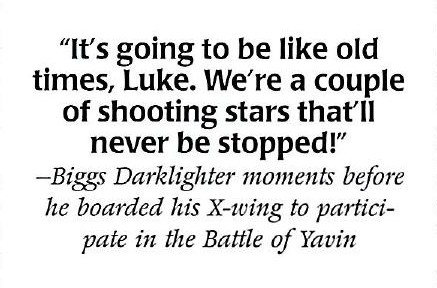 “It’s going to be like old
times, Luke. We’re a couple
of shooting stars that’ll
never be stopped!”
–Biggs Darklighter moments before
he boarded his X-wing to partici-
pate in the Battle of Yavin